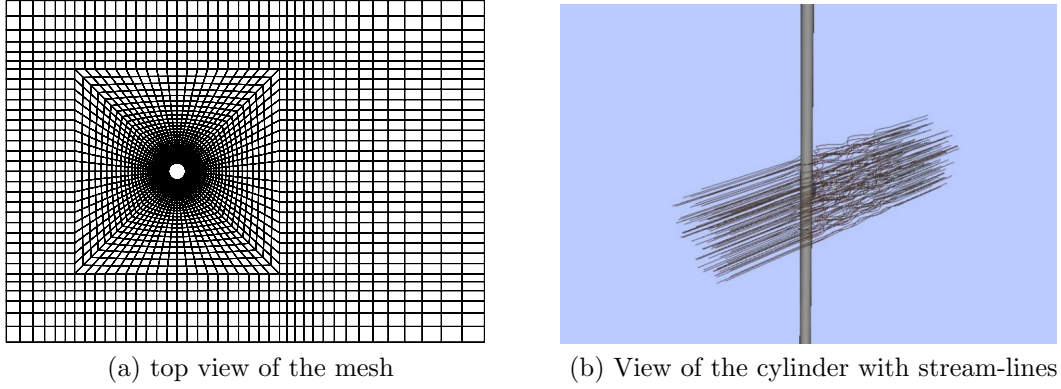 (a) top view of the mesh
(b) View of the cylinder with stream-lines